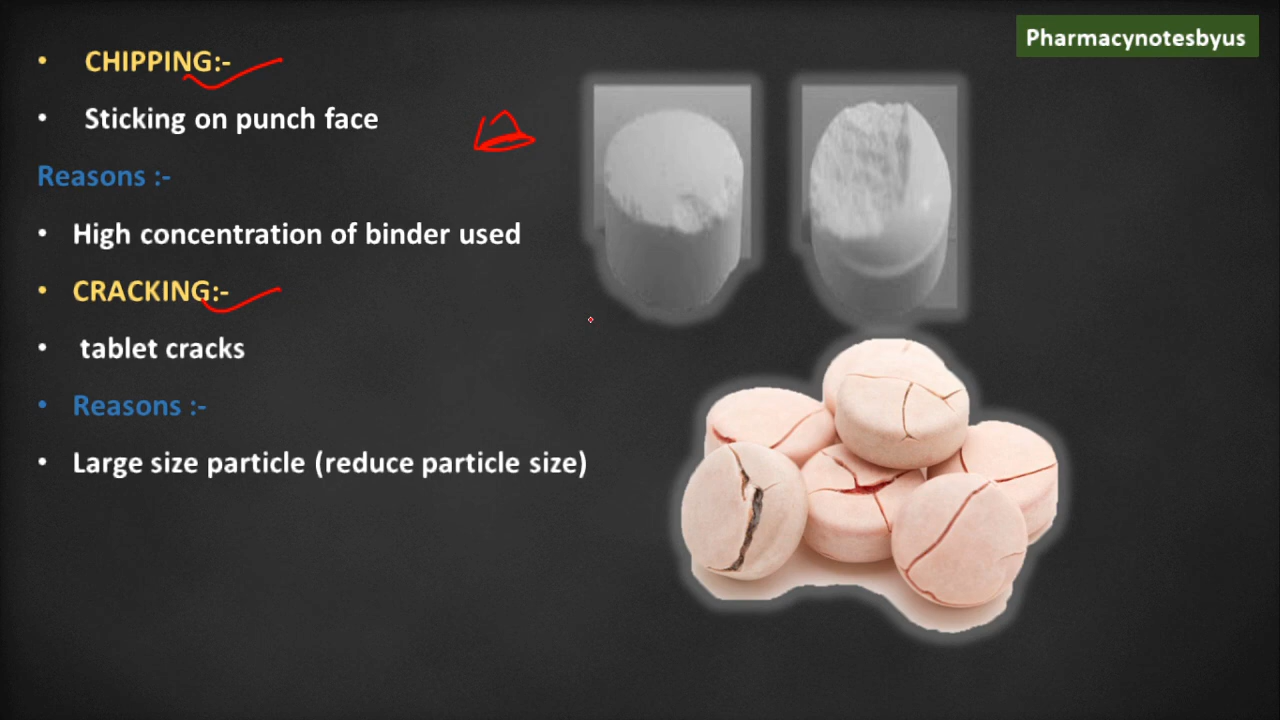 Pharmacynotesbyus
• CHIPPING:-
• Sticking on punch face
Reasons :-
• High concentration of binder used
• CRACKING:-
• tablet cracks
• Reasons :-
• Large size particle (reduce particle size)